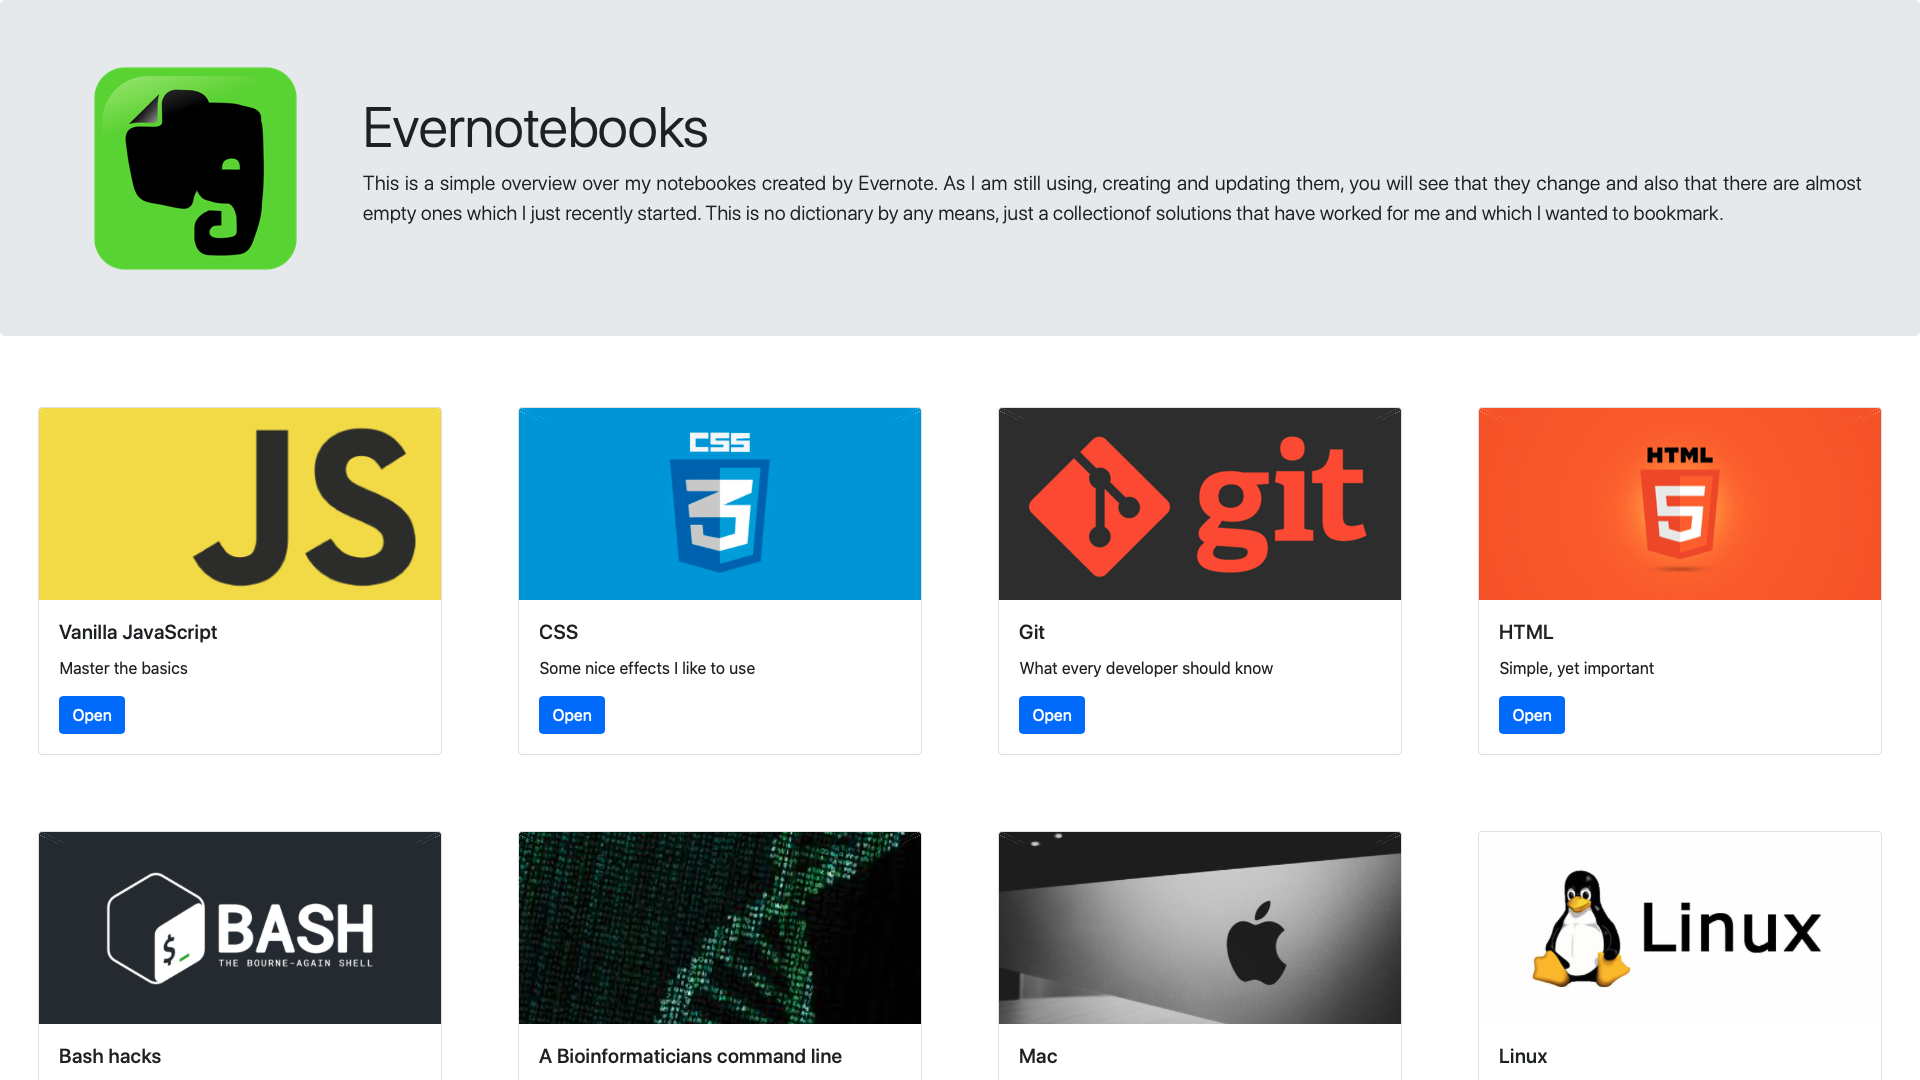 Evernotebooks
This is a simple overview over my notebookes created by Evernote. As I am still using, creating and updating them, you will see that they change and also that there are almost
empty ones which I just recently started. This is no dictionary by any means, just a collectionof solutions that have worked for me and which I wanted to bookmark.
JS
CSS
3
git
HTML
5
Vanilla JavaScript
Master the basics
Open
CSS
Some nice effects I like to use
Open
Git
What every developer should know
Open
HTML
Simple, yet important
Open
$_
BASH
THE BOURNE-AGAIN SHELL
Linux
Bash hacks
A Bioinformaticians command line
Mac
Linux